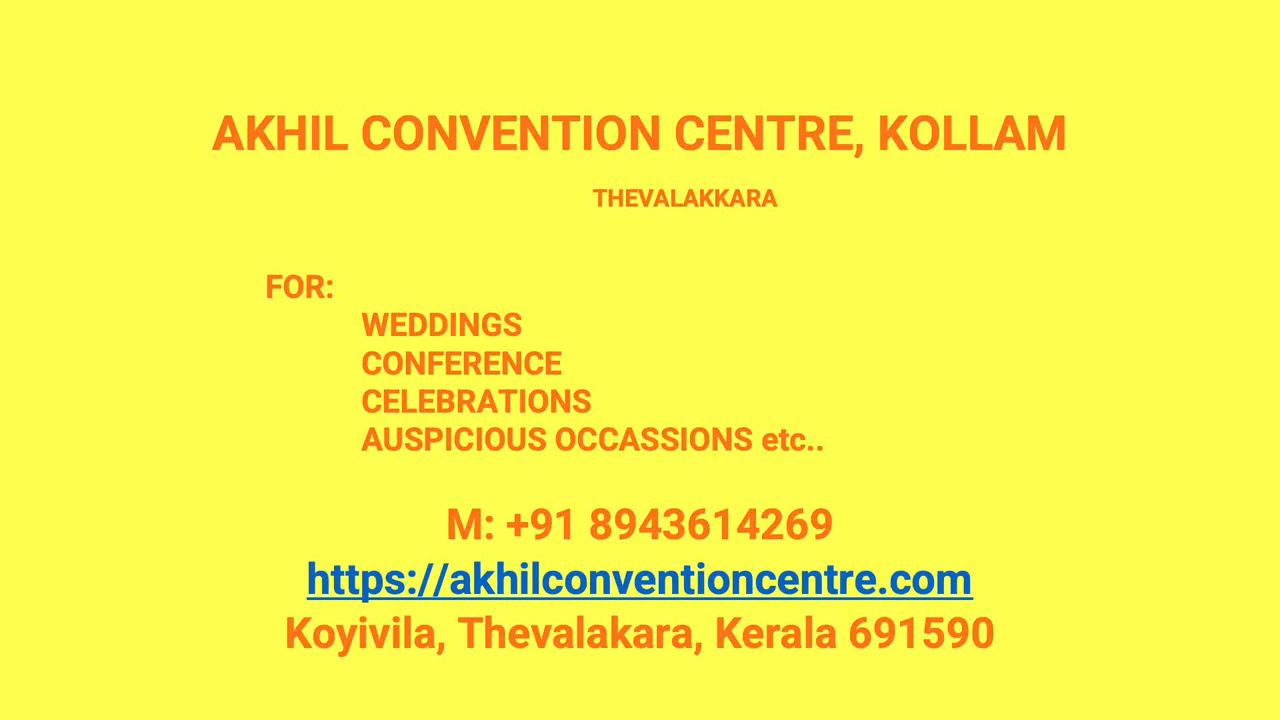 AKHIL CONVENTION CENTRE, KOLLAM
THEVALAKKARA
FOR:
WEDDINGS
CONFERENCE
CELEBRATIONS
AUSPICIOUS OCCASSIONS etc..
M: +91 8943614269
https://akhilconventioncentre.com
Koyivila, Thevalakara, Kerala 691590